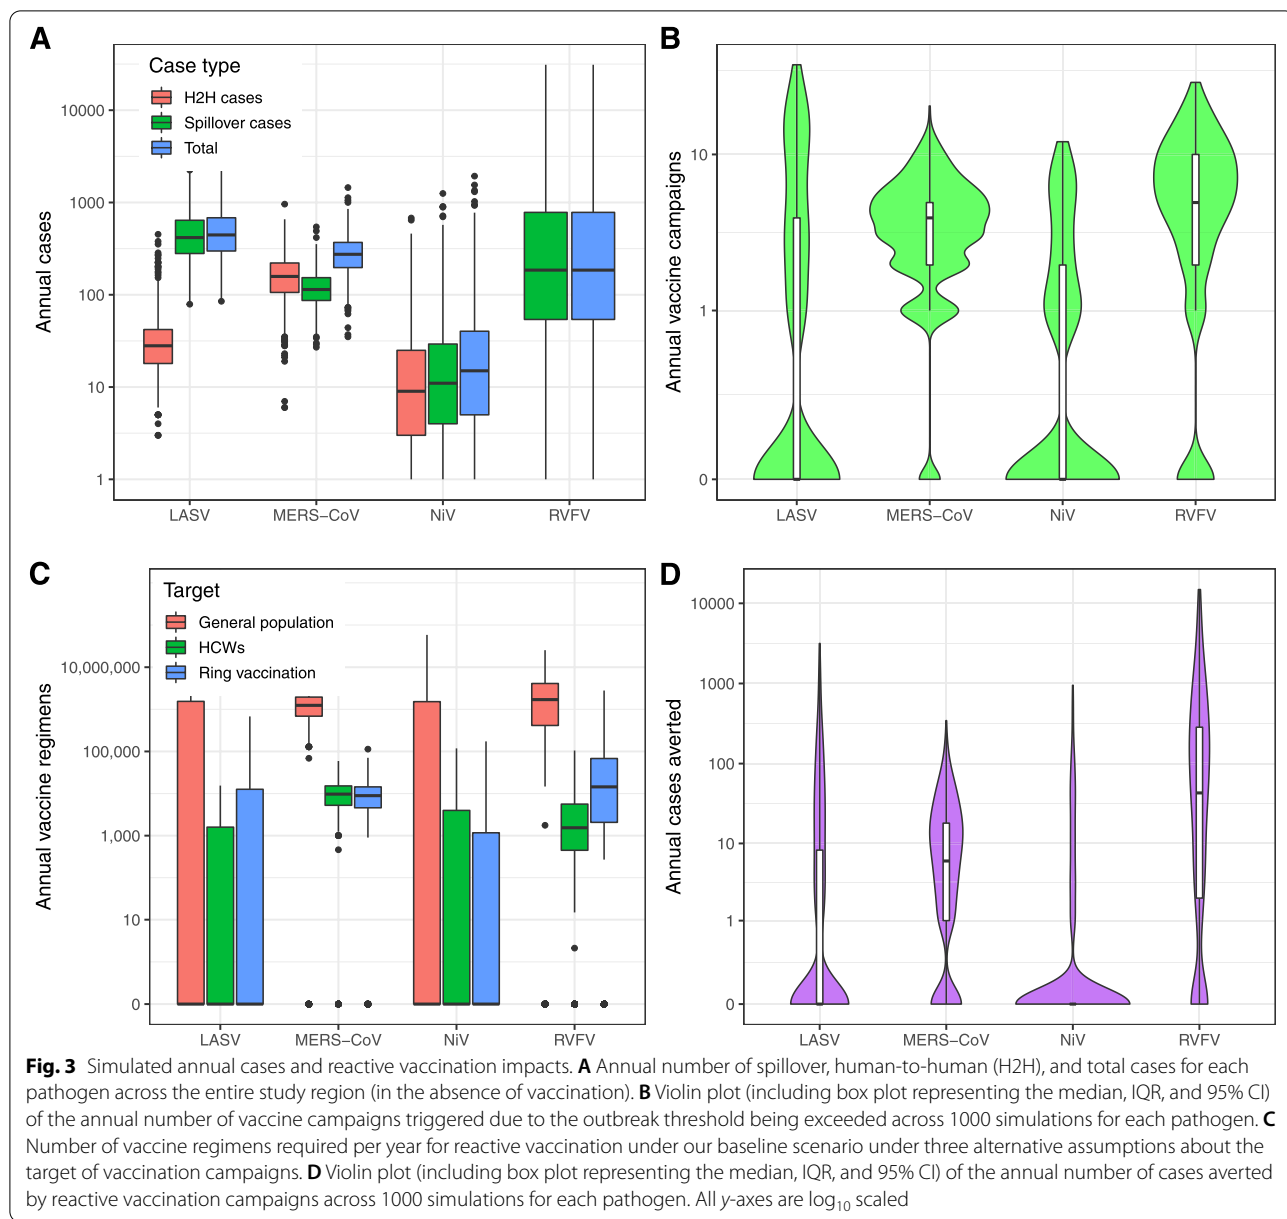 A
Case type
H2H cases
Spillover cases
Total
Annual cases
10000
1000
100
10
1
LASV MERS−CoV NiV RVFV
B
Annual vaccine campaigns
10
1
0
LASV MERS−CoV NiV RVFV
C
Target
General population
HCWs
Ring vaccination
Annual vaccine regimens
10,000,000
100,000
1,000
10
0
LASV MERS−CoV NiV RVFV
D
Annual cases averted
10000
1000
100
10
1
0
LASV MERS−CoV NiV RVFV
Fig. 3 Simulated annual cases and reactive vaccination impacts. A Annual number of spillover, human-to-human (H2H), and total cases for each
pathogen across the entire study region (in the absence of vaccination). B Violin plot (including box plot representing the median, IQR, and 95% CI)
of the annual number of vaccine campaigns triggered due to the outbreak threshold being exceeded across 1000 simulations for each pathogen. C
Number of vaccine regimens required per year for reactive vaccination under our baseline scenario under three alternative assumptions about the
target of vaccination campaigns. D Violin plot (including box plot representing the median, IQR, and 95% CI) of the annual number of cases averted
by reactive vaccination campaigns across 1000 simulations for each pathogen. All y-axes are log10 scaled